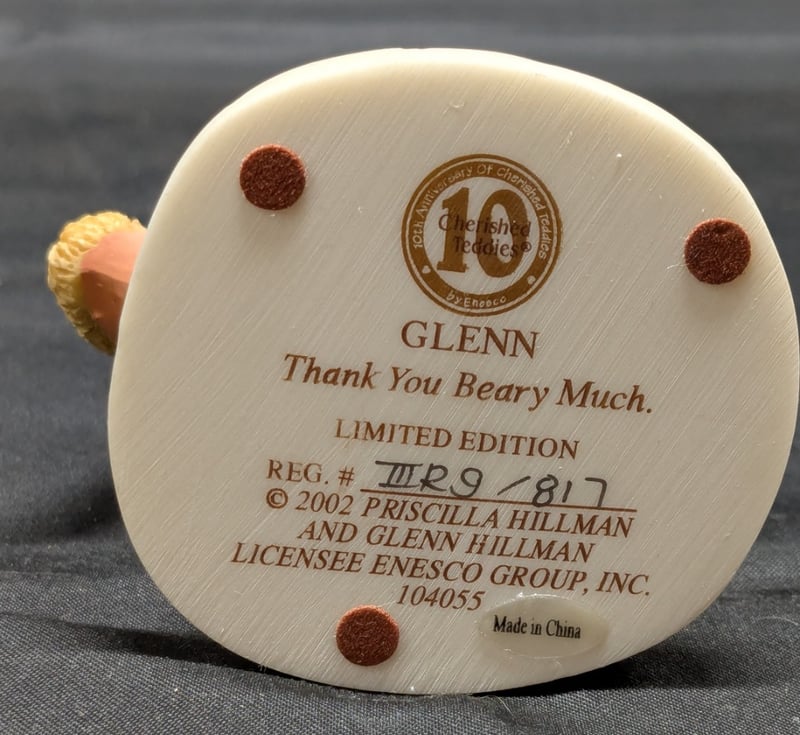 10th Anniversary Of Cherished Teddies
10
Cherished
Teddies®
by Enesco
GLENN
Thank You Beary Much.
LIMITED EDITION
REG. # IIIR9/817
© 2002 PRISCILLA HILLMAN
AND GLENN HILLMAN
LICENSEE ENESCO GROUP, INC.
104055
Made in China